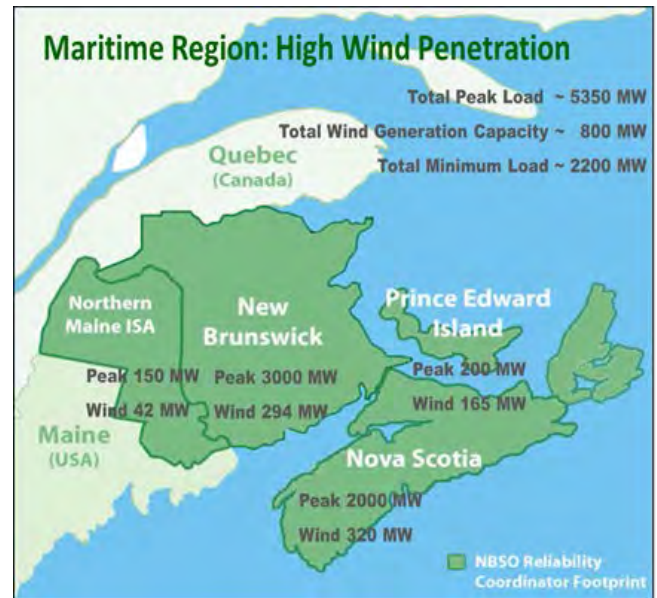 Maritime Region: High Wind Penetration
Total Peak Load ~ 5350 MW
Total Wind Generation Capacity ~ 800 MW
Total Minimum Load ~ 2200 MW
Quebec
(Canada)
Northern
Maine ISA
Peak 150 MW
Wind 42 MW
New
Brunswick
Peak 3000 MW
Wind 294 MW
Prince Edward
Island
Peak 200 MW
Wind 165 MW
Maine
(USA)
Nova Scotia
Peak 2000 MW
Wind 320 MW
NBSO Reliability
Coordinator Footprint